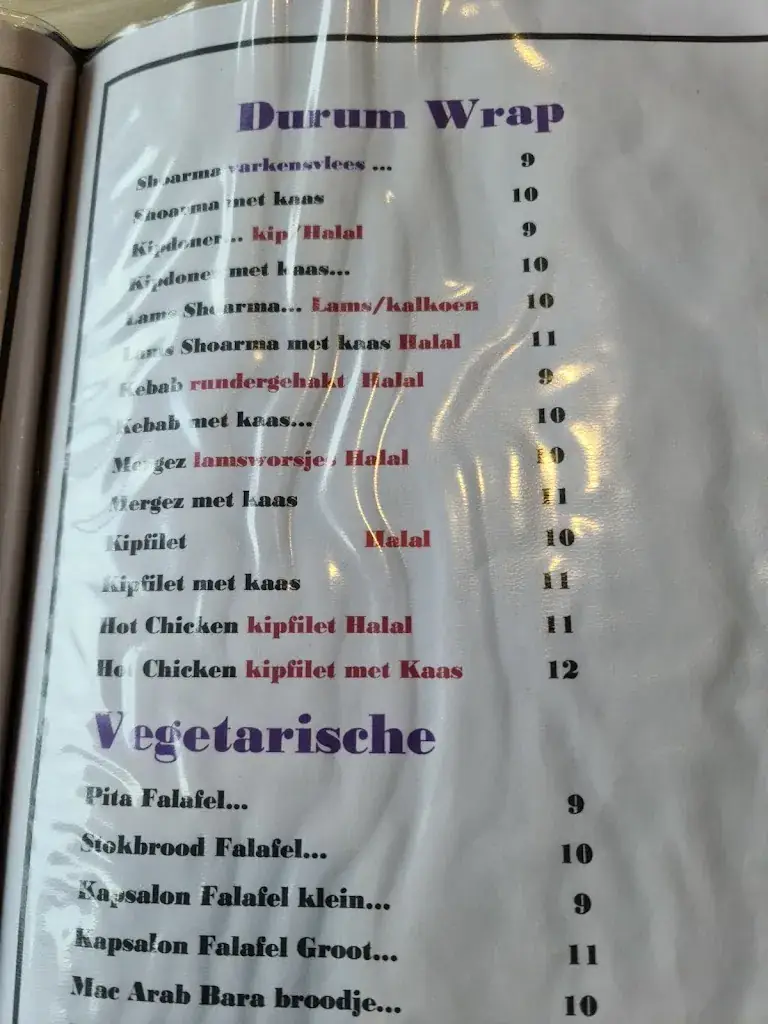 Durum Wrap
Shoarma varkensvlees ... 9
Shoarma met kaas 10
Kipdoner... kip/Halal 9
Kipdoner met kaas... 10
Lams Shoarma... Lams/kalkoen 10
Lams Shoarma met kaas Halal 11
Kebab rundergehakt Halal 9
Kebab met kaas... 10
Mergez lamsworsjes Halal 10
Mergez met kaas 11
Kipfilet Halal 10
Kipfilet met kaas 11
Hot Chicken kipfilet Halal 11
Hot Chicken kipfilet met Kaas 12
Vegetarische
Pita Falafel... 9
Stokbrood Falafel... 10
Kapsalon Falafel klein... 9
Kapsalon Falafel Groot... 11
Mac Arab Bara broodje... 10